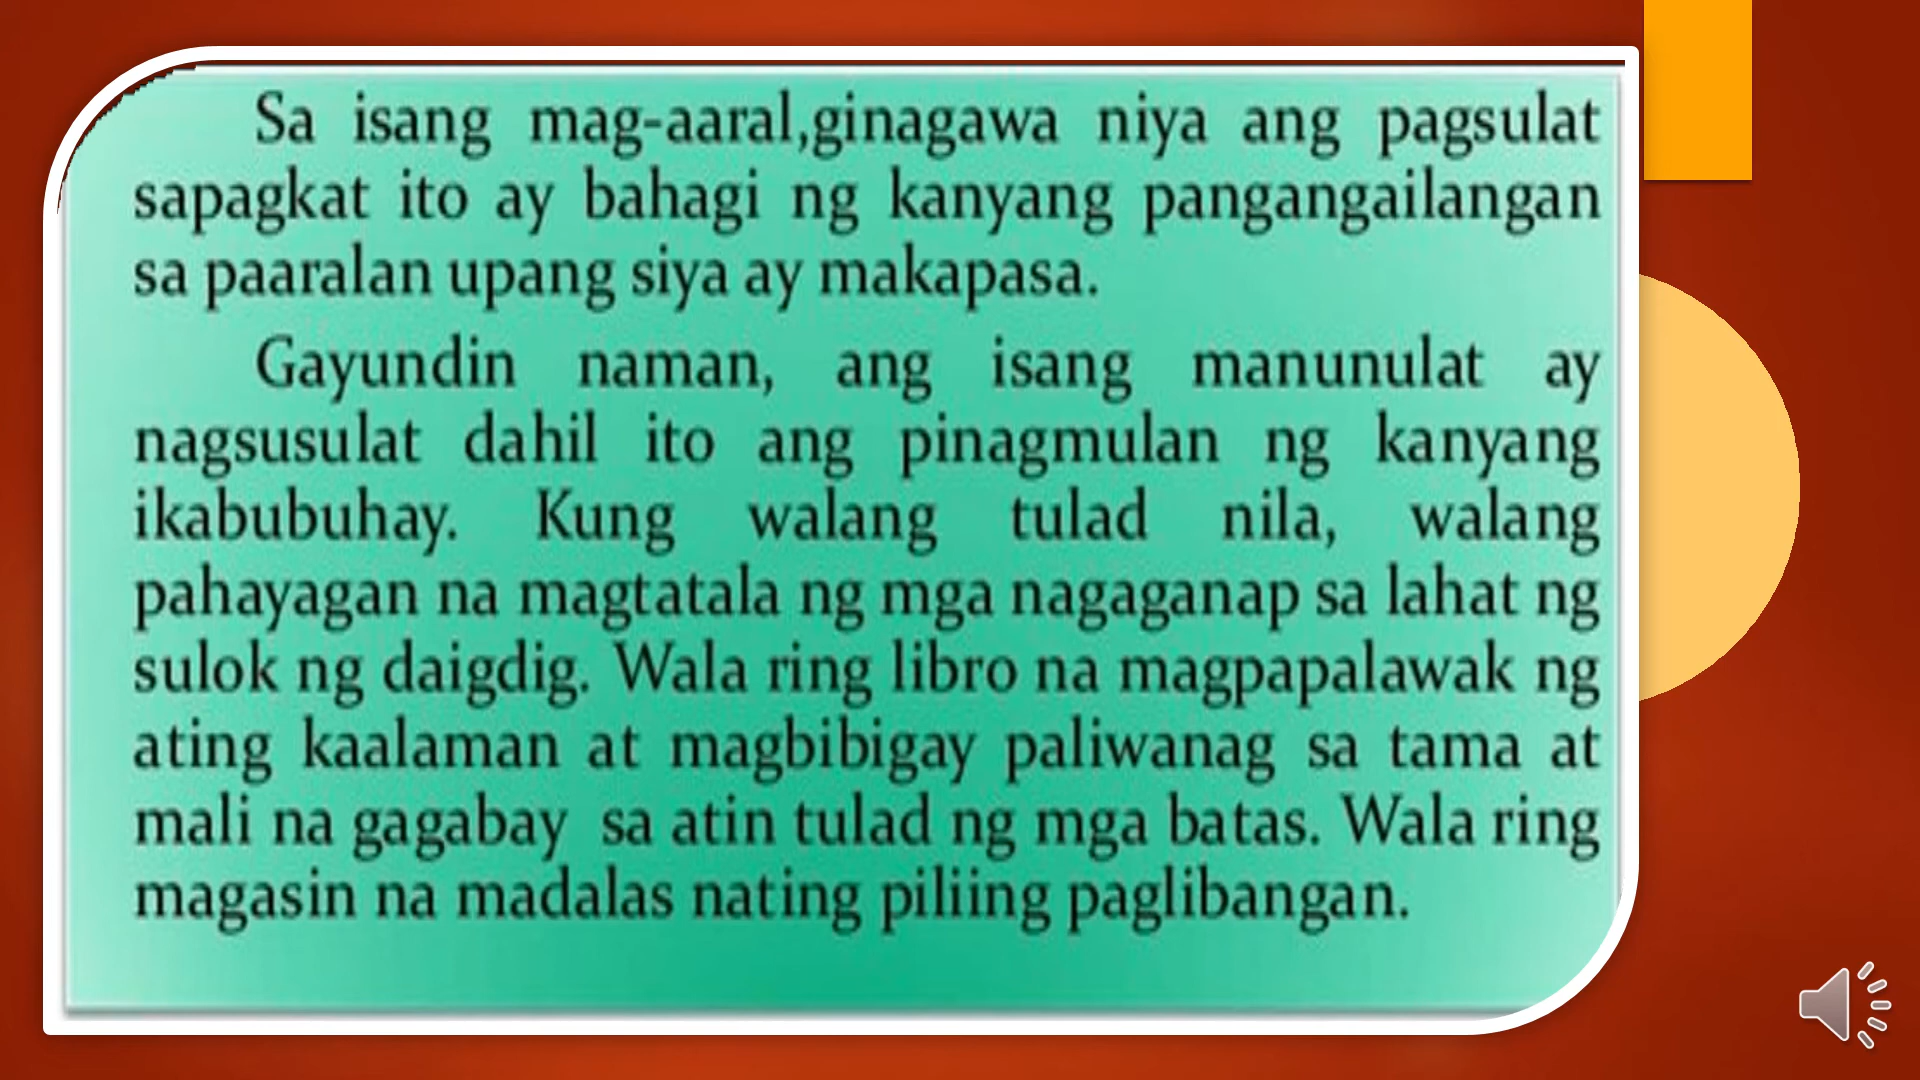 Sa isang mag-aaral,ginagawa niya ang pagsulat
sapagkat ito ay bahagi ng kanyang pangangailangan
sa paaralan upang siya ay makapasa.
Gayundin naman, ang isang manunulat ay
nagsusulat dahil ito ang pinagmulan ng kanyang
ikabubuhay. Kung walang tulad nila, walang
pahayagan na magtatala ng mga nagaganap sa lahat ng
sulok ng daigdig. Wala ring libro na magpapalawak ng
ating kaalaman at magbibigay paliwanag sa tama at
mali na gagabay sa atin tulad ng mga batas. Wala ring
magasin na madalas nating piliing paglibangan.